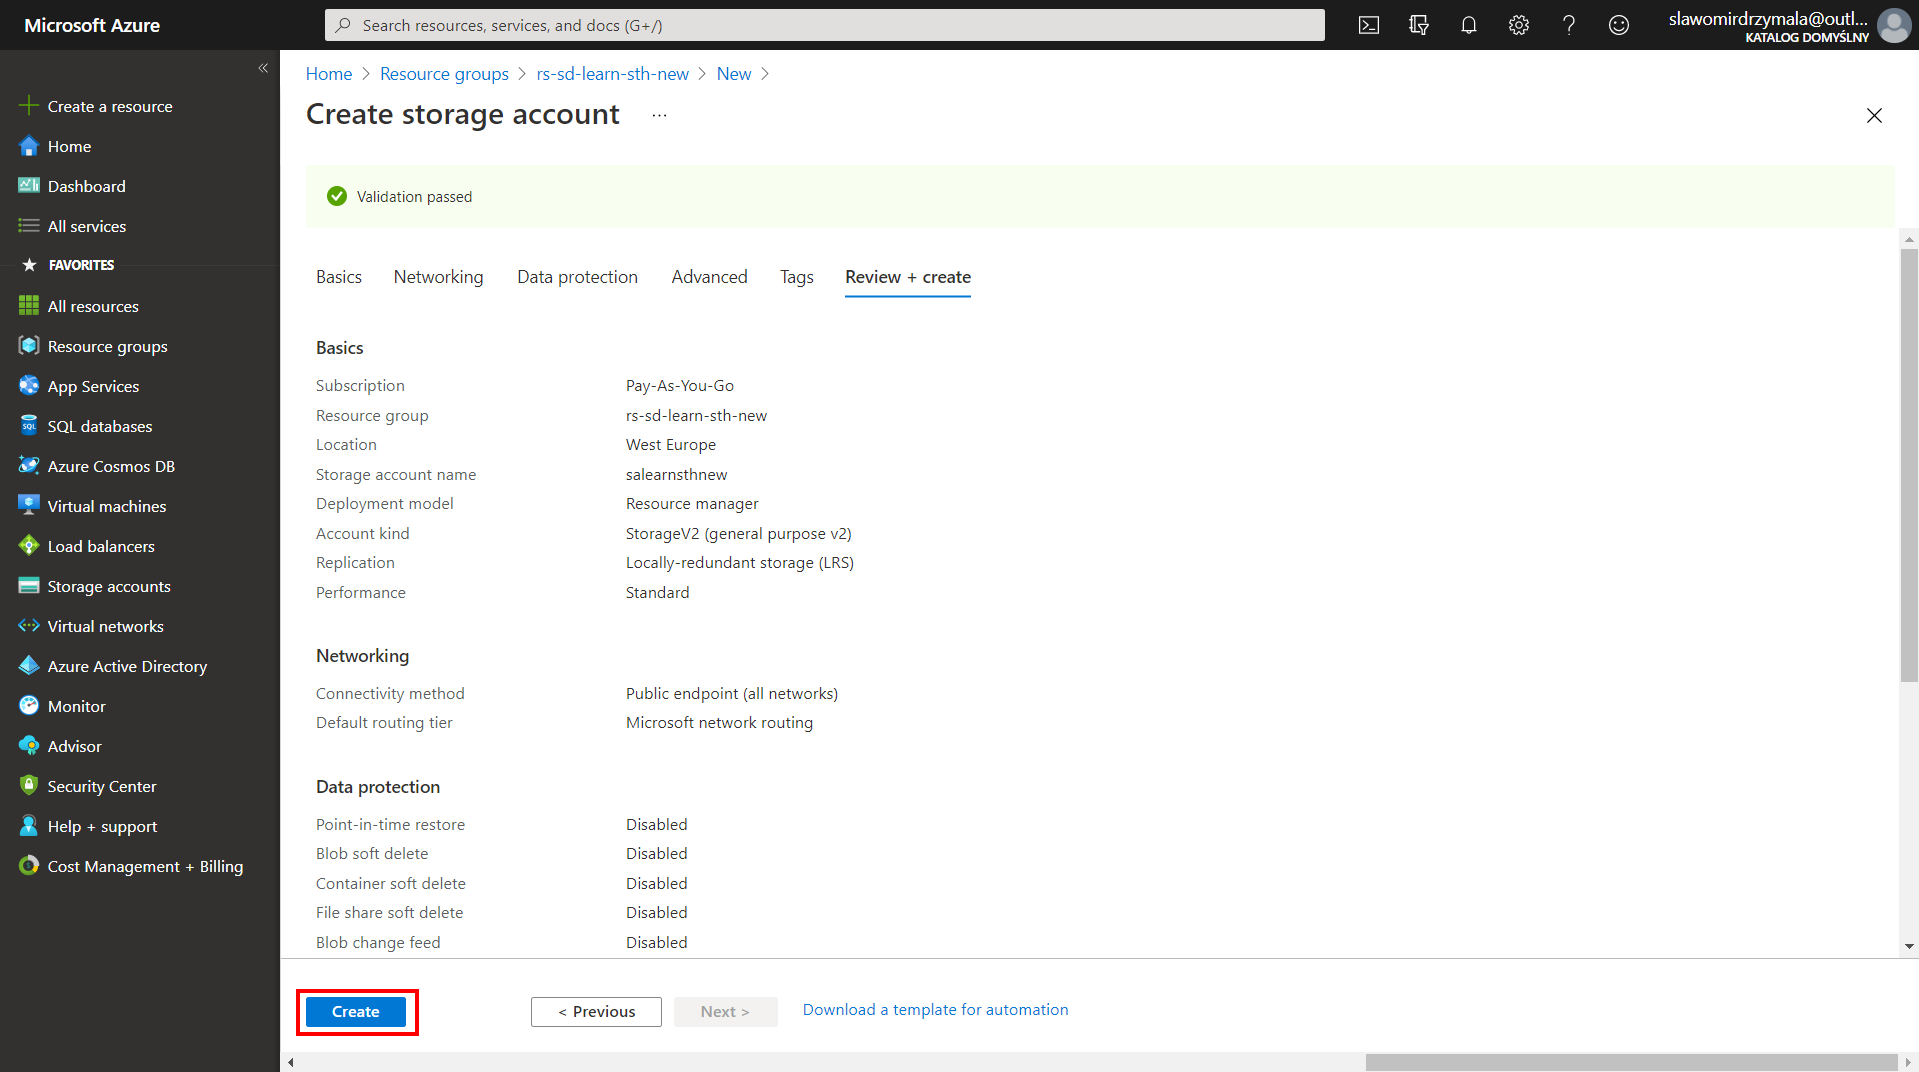 Microsoft Azure
Search resources, services, and docs (G+/)
slawomirdrzymala@outl...
KATALOG DOMYŚLNY
«
Create a resource
Home
Dashboard
All services
FAVORITES
All resources
Resource groups
App Services
SQL databases
Azure Cosmos DB
Virtual machines
Load balancers
Storage accounts
Virtual networks
Azure Active Directory
Monitor
Advisor
Security Center
Help + support
Cost Management + Billing
Home > Resource groups > rs-sd-learn-sth-new > New >
Create storage account ...
Validation passed
Basics Networking Data protection Advanced Tags Review + create
Basics
Subscription Pay-As-You-Go
Resource group rs-sd-learn-sth-new
Location West Europe
Storage account name salearnsthnew
Deployment model Resource manager
Account kind StorageV2 (general purpose v2)
Replication Locally-redundant storage (LRS)
Performance Standard
Networking
Connectivity method Public endpoint (all networks)
Default routing tier Microsoft network routing
Data protection
Point-in-time restore Disabled
Blob soft delete Disabled
Container soft delete Disabled
File share soft delete Disabled
Blob change feed Disabled
Create < Previous Next > Download a template for automation